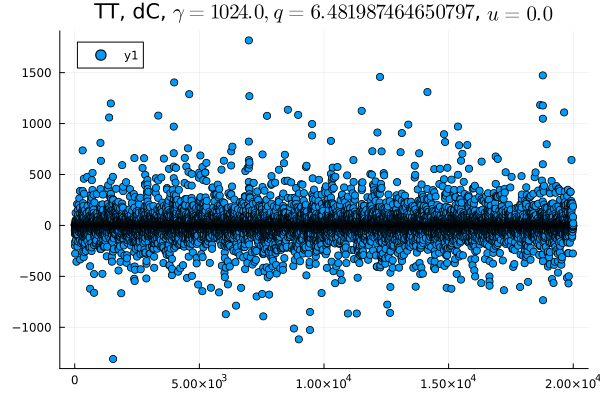 TT, dC, γ = 1024.0, q = 6.481987464650797, u = 0.0
y1
1500
1000
500
0
−500
−1000
0 5.00×10³ 1.00×10⁴ 1.50×10⁴ 2.00×10⁴